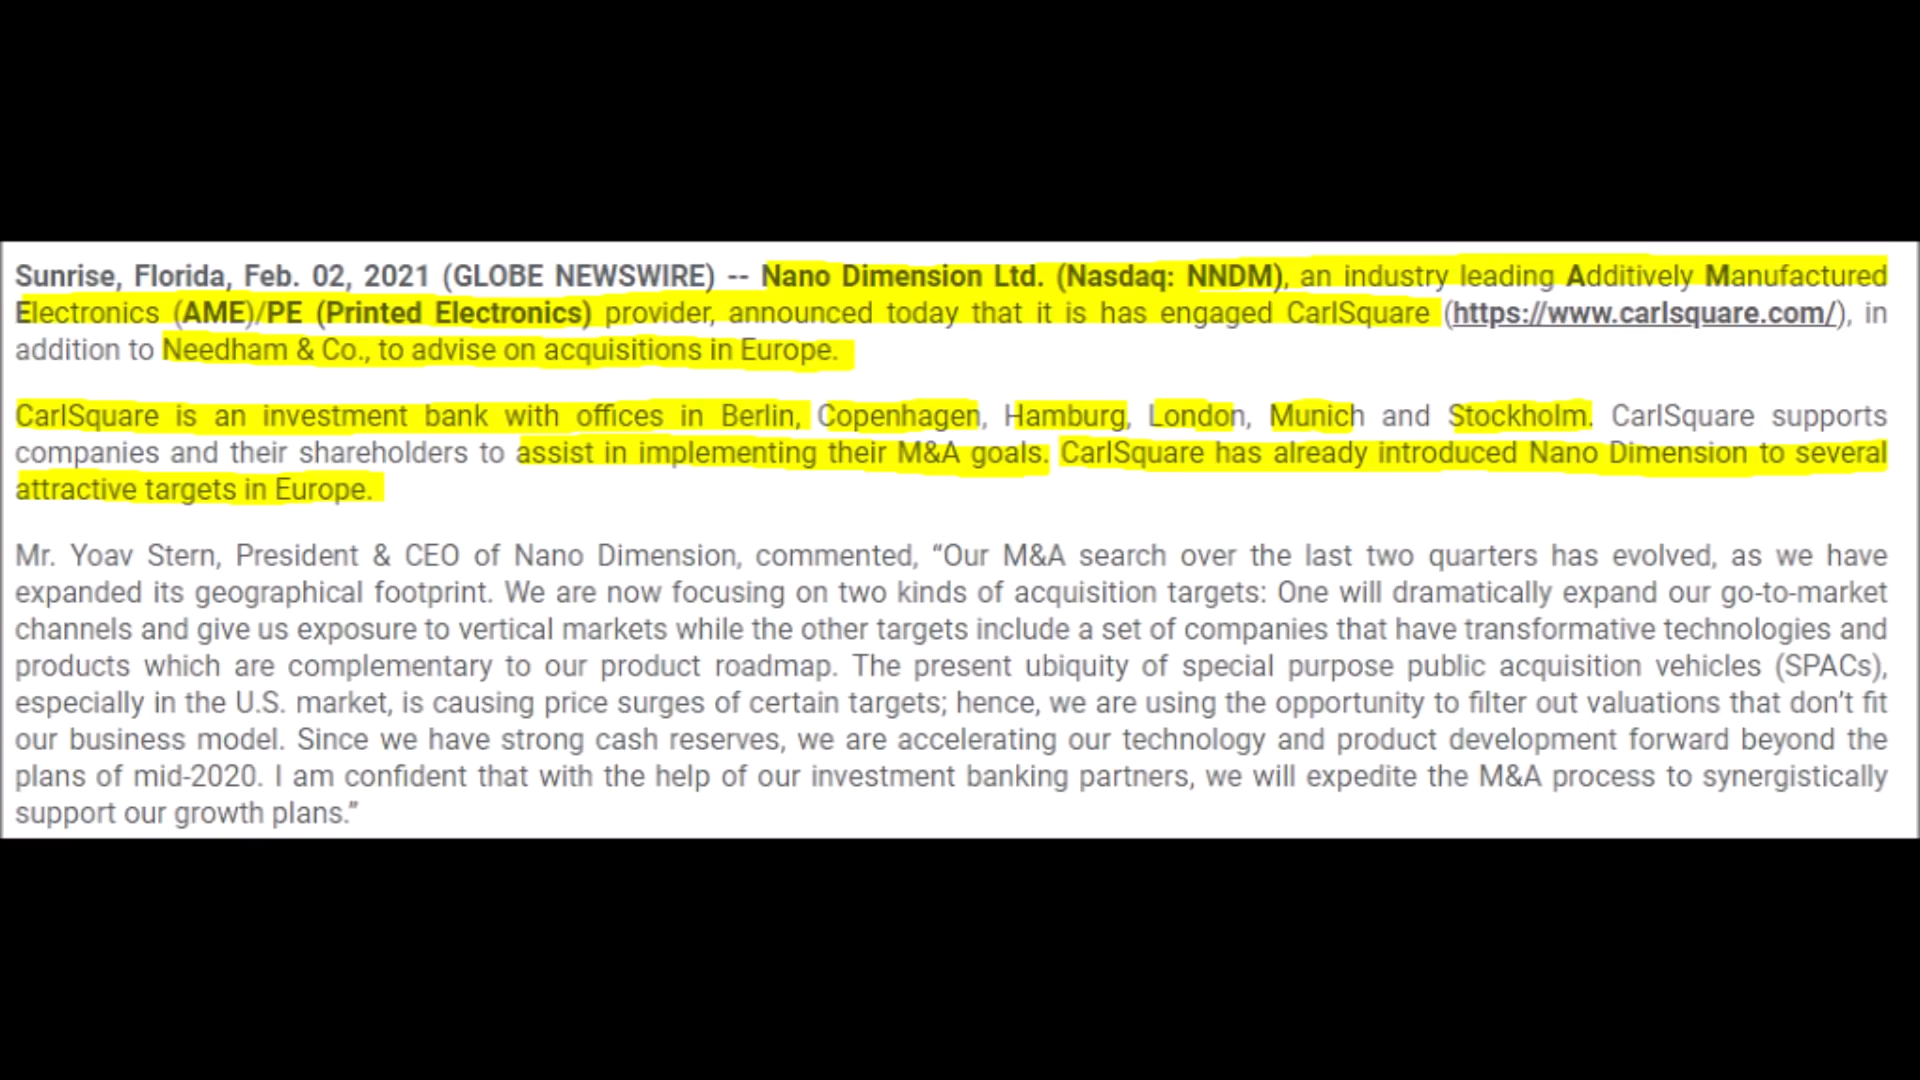 Sunrise, Florida, Feb. 02, 2021 (GLOBE NEWSWIRE) -- Nano Dimension Ltd. (Nasdaq: NNDM), an industry leading Additively Manufactured
Electronics (AME)/PE (Printed Electronics) provider, announced today that it is has engaged CarlSquare (https://www.carlsquare.com/), in
addition to Needham & Co., to advise on acquisitions in Europe.
CarlSquare is an investment bank with offices in Berlin, Copenhagen, Hamburg, London, Munich and Stockholm. CarlSquare supports
companies and their shareholders to assist in implementing their M&A goals. CarlSquare has already introduced Nano Dimension to several
attractive targets in Europe.
Mr. Yoav Stern, President & CEO of Nano Dimension, commented, “Our M&A search over the last two quarters has evolved, as we have
expanded its geographical footprint. We are now focusing on two kinds of acquisition targets: One will dramatically expand our go-to-market
channels and give us exposure to vertical markets while the other targets include a set of companies that have transformative technologies and
products which are complementary to our product roadmap. The present ubiquity of special purpose public acquisition vehicles (SPACs),
especially in the U.S. market, is causing price surges of certain targets; hence, we are using the opportunity to filter out valuations that don’t fit
our business model. Since we have strong cash reserves, we are accelerating our technology and product development forward beyond the
plans of mid-2020. I am confident that with the help of our investment banking partners, we will expedite the M&A process to synergistically
support our growth plans.”